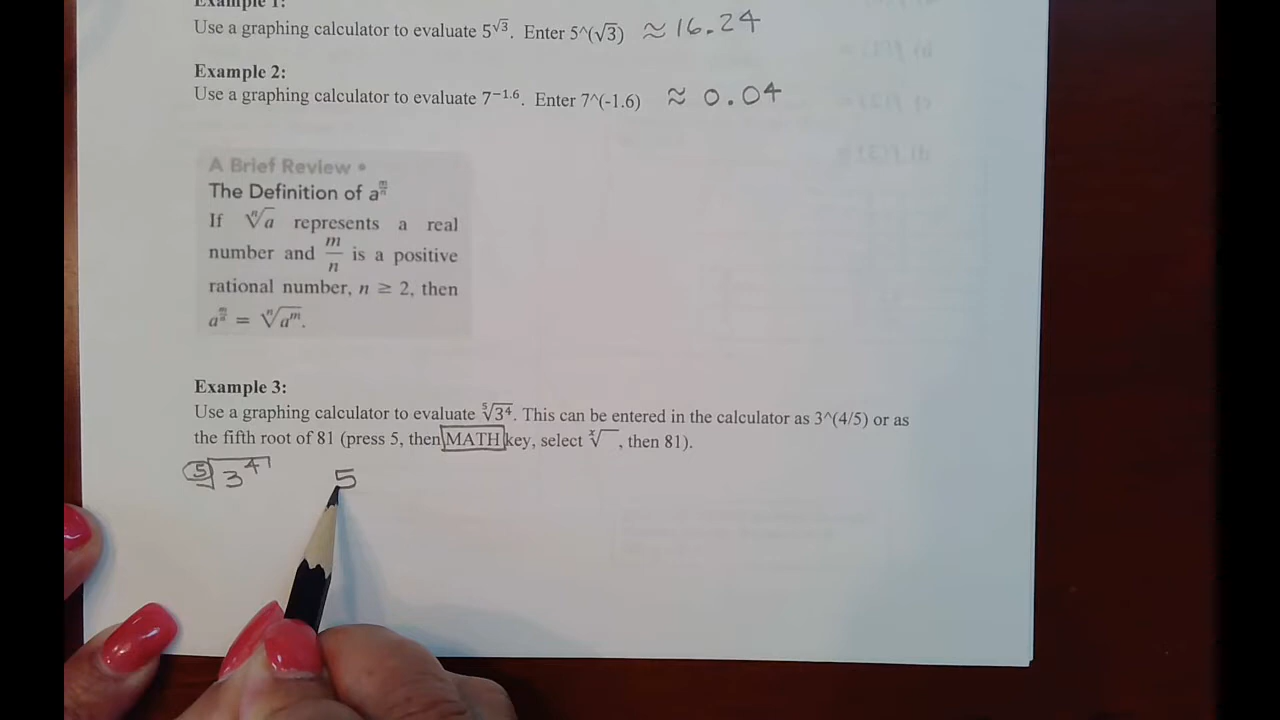 Example 1:
Use a graphing calculator to evaluate 5^√3. Enter 5^(√3) ≈ 16.24
Example 2:
Use a graphing calculator to evaluate 7^−1.6. Enter 7^(-1.6) ≈ 0.04
A Brief Review •
The Definition of a^(m/n)
If ⁿ√a represents a real
number and m/n is a positive
rational number, n ≥ 2, then
a^(m/n) = ⁿ√a^m.
Example 3:
Use a graphing calculator to evaluate ⁵√3⁴. This can be entered in the calculator as 3^(4/5) or as
the fifth root of 81 (press 5, then MATH key, select ˣ√ , then 81).
⁵√3⁴ 5